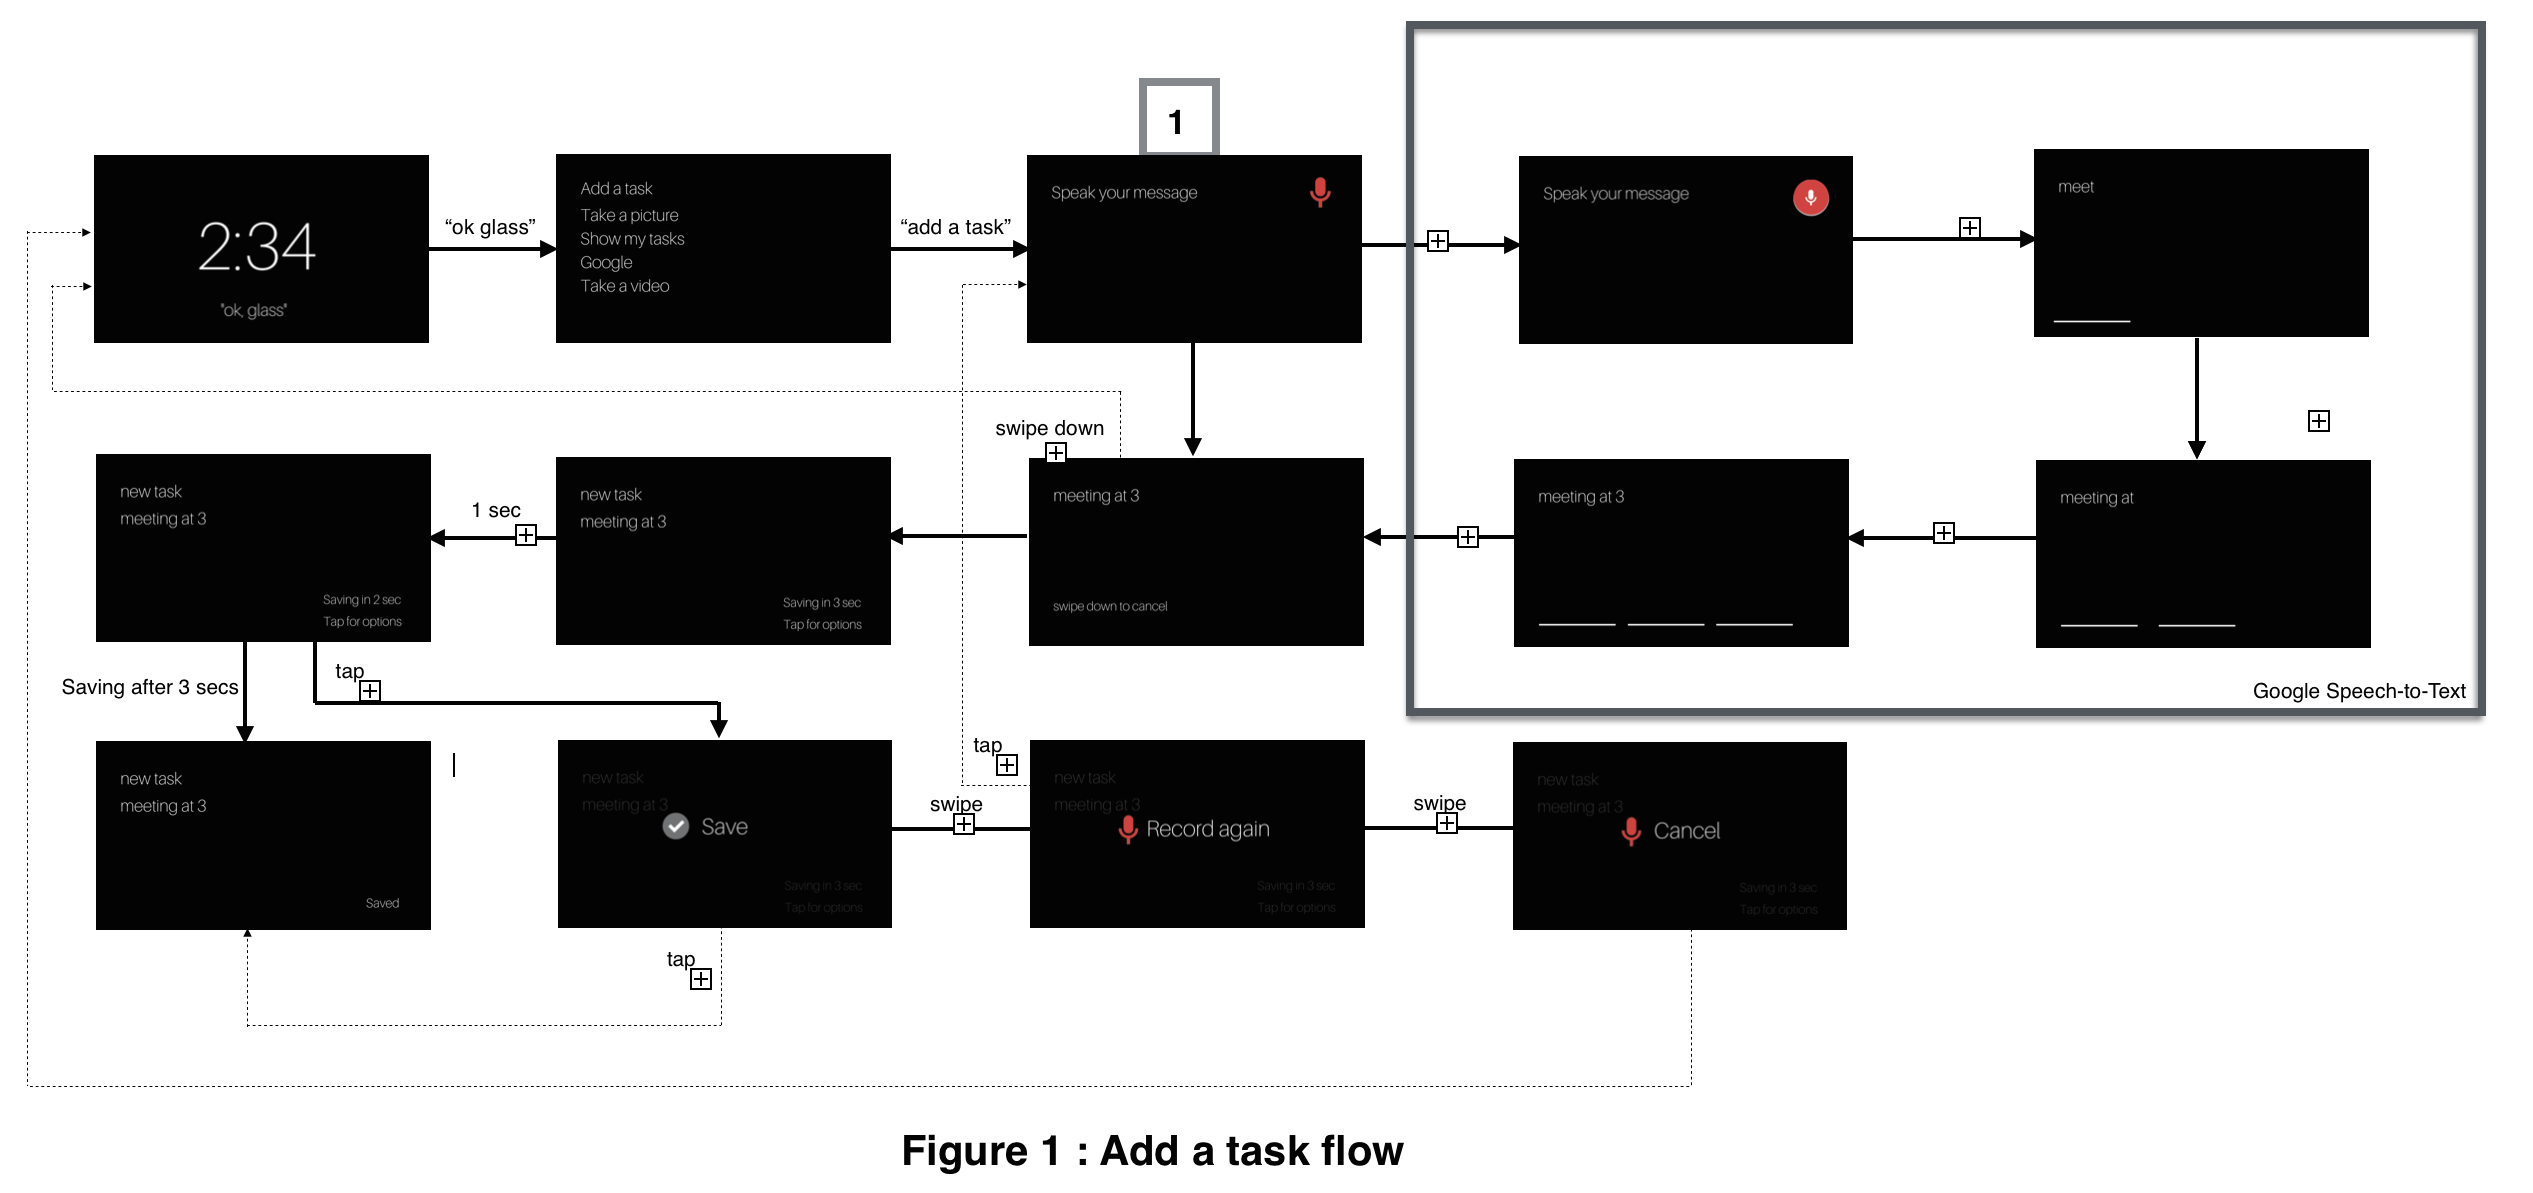 1
2:34
"ok, glass"
“ok glass”
Add a task
Take a picture
Show my tasks
Google
Take a video
“add a task”
Speak your message
Speak your message
meet
swipe down
new task
meeting at 3
Saving in 2 sec
Tap for options
1 sec
new task
meeting at 3
Saving in 3 sec
Tap for options
meeting at 3
swipe down to cancel
meeting at 3
meeting at
Google Speech-to-Text
Saving after 3 secs
tap
new task
meeting at 3
Saved
new task
meeting at 3
Save
Saving in 3 sec
Tap for options
tap
swipe
tap
new task
meeting at 3
Record again
Saving in 3 sec
Tap for options
swipe
new task
meeting at 3
Cancel
Saving in 3 sec
Tap for options
Figure 1 : Add a task flow